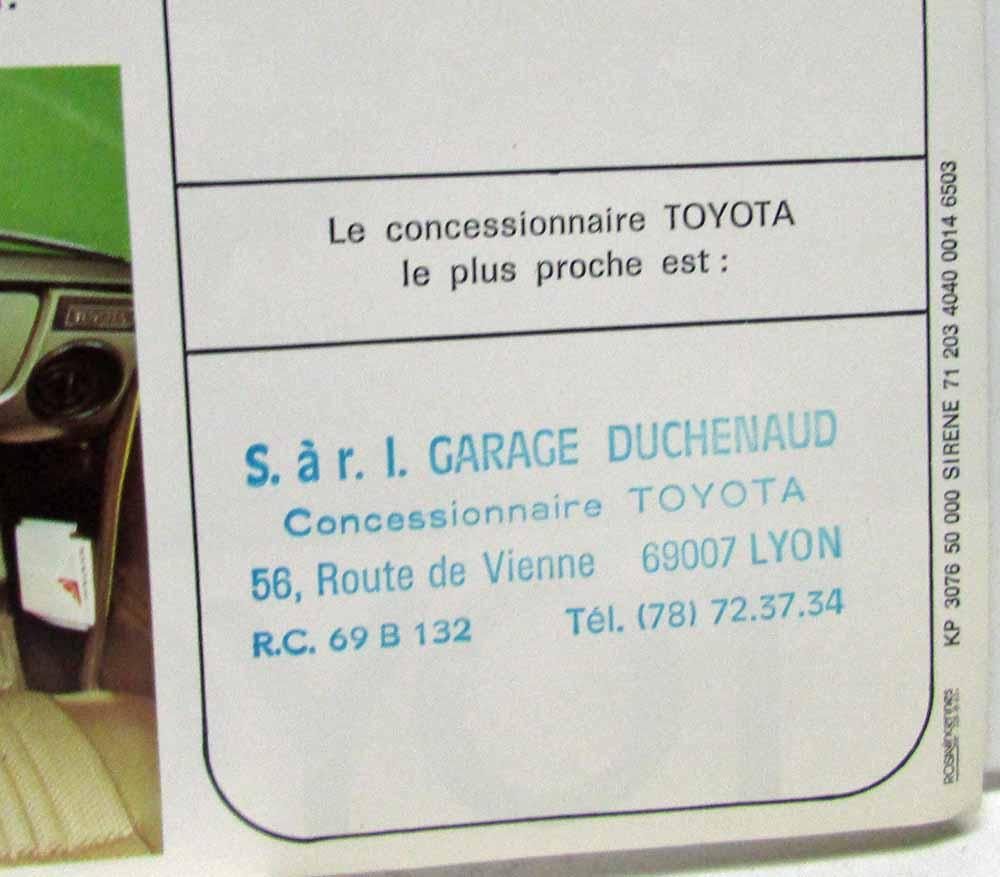 Le concessionnaire TOYOTA
le plus proche est :
S. à r. l. GARAGE DUCHENAUD
Concessionnaire TOYOTA
56, Route de Vienne 69007 LYON
R.C. 69 B 132 Tél. (78) 72.37.34
KP 3076 50 000 SIRENE 71 203 4040 0014 6503